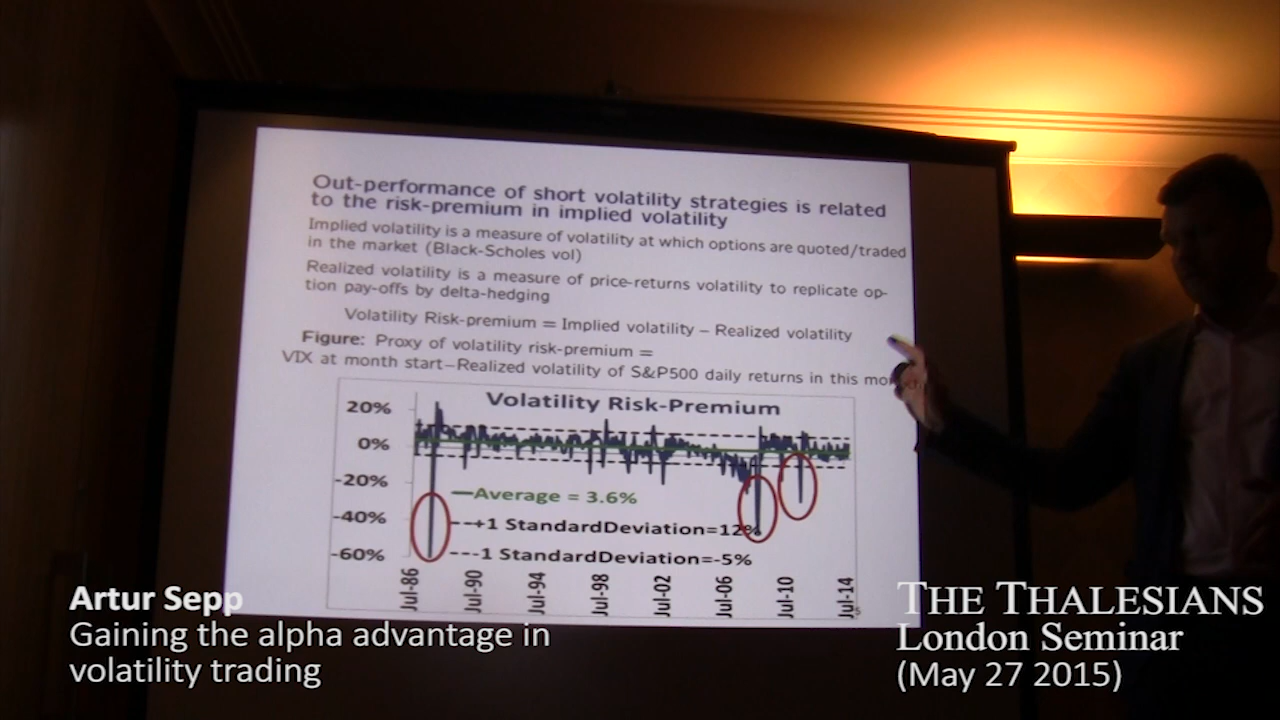 Out-performance of short volatility strategies is related
to the risk-premium in implied volatility
Implied volatility is a measure of volatility at which options are quoted/traded
in the market (Black-Scholes vol)
Realized volatility is a measure of price-returns volatility to replicate op-
tion pay-offs by delta-hedging
Volatility Risk-premium = Implied volatility − Realized volatility
Figure: Proxy of volatility risk-premium =
VIX at month start−Realized volatility of S&P500 daily returns in this
Volatility Risk-Premium
20%
0%
-20%
-40%
-60%
Average = 3.6%
+1 StandardDeviation=12%
-1 StandardDeviation=-5%
Jul-86
Jul-90
Jul-94
Jul-98
Jul-02
Jul-06
Jul-10
Jul-14
Artur Sepp
Gaining the alpha advantage in
volatility trading
THE THALESIANS
London Seminar
(May 27 2015)